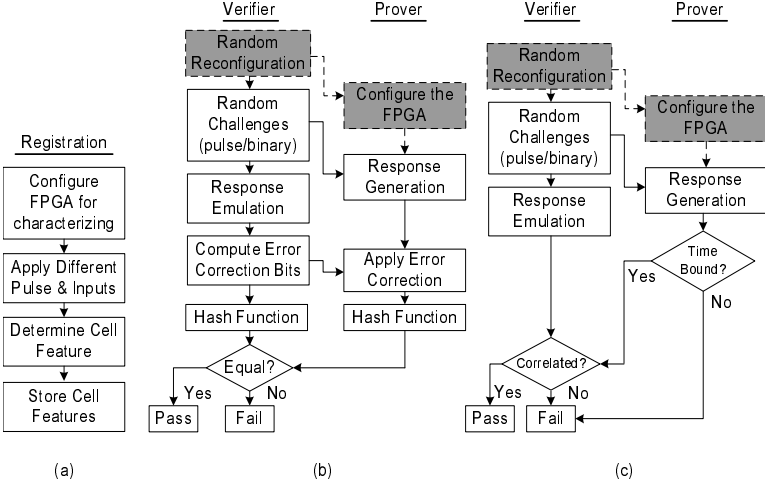 Registration
Configure
FPGA for
characterizing
Apply Different
Pulse & Inputs
Determine Cell
Feature
Store Cell
Features
(a)
Verifier
Prover
Random
Reconfiguration
Configure the
FPGA
Random
Challenges
(pulse/binary)
Response
Generation
Response
Emulation
Compute Error
Correction Bits
Apply Error
Correction
Hash Function
Hash Function
Equal?
Yes
No
Pass
Fail
(b)
Verifier
Prover
Random
Reconfiguration
Configure the
FPGA
Random
Challenges
(pulse/binary)
Response
Generation
Response
Emulation
Time
Bound?
Yes
No
Correlated?
Yes
No
Pass
Fail
(c)